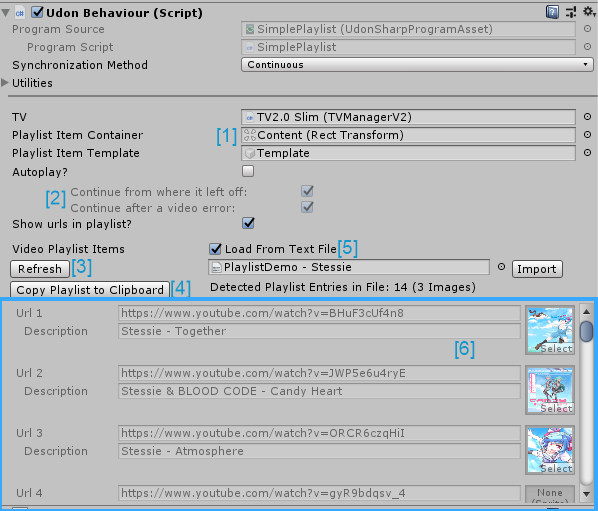 Udon Behaviour (Script)
Program Source SimplePlaylist (UdonSharpProgramAsset)
Program Script SimplePlaylist
Synchronization Method Continuous
Utilities
TV TV2.0 Slim (TVManagerV2)
Playlist Item Container [1] Content (Rect Transform)
Playlist Item Template Template
Autoplay?
[2] Continue from where it left off:
Continue after a video error:
Show urls in playlist?
Video Playlist Items Load From Text File [5]
Refresh [3] PlaylistDemo - Stessie Import
Copy Playlist to Clipboard [4] Detected Playlist Entries in File: 14 (3 Images)
Url 1 https://www.youtube.com/watch?v=BHuF3cUf4n8
Description Stessie - Together
Select
[6]
Url 2 https://www.youtube.com/watch?v=JWP5e6u4ryE
Description Stessie & BLOOD CODE - Candy Heart
Select
Url 3 https://www.youtube.com/watch?v=ORCR6czqHiI
Description Stessie - Atmosphere
Select
Url 4 https://www.youtube.com/watch?v=gyR9bdqsv_4
None
(Sprite)